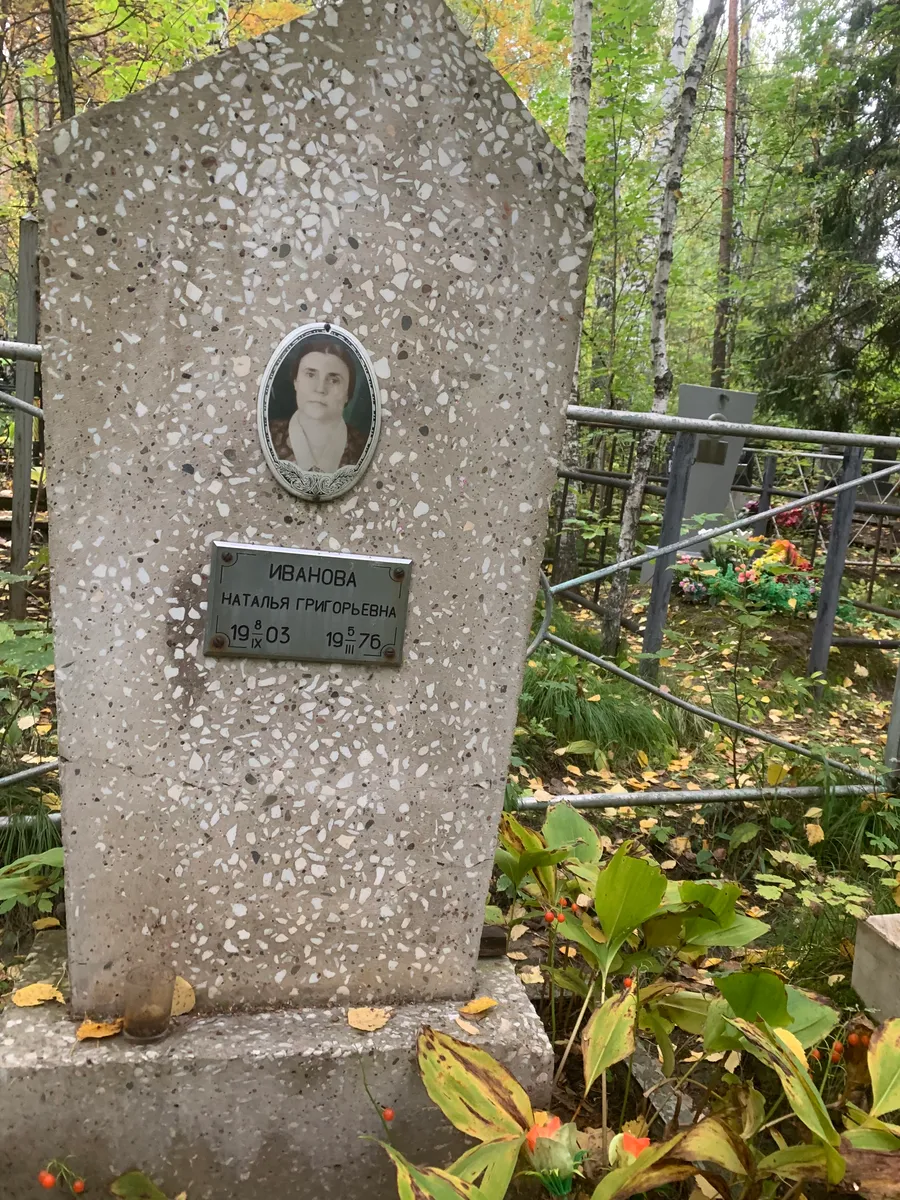 ИВАНОВА
НАТАЛЬЯ ГРИГОРЬЕВНА
19 8/IX 03 19 5/III 76